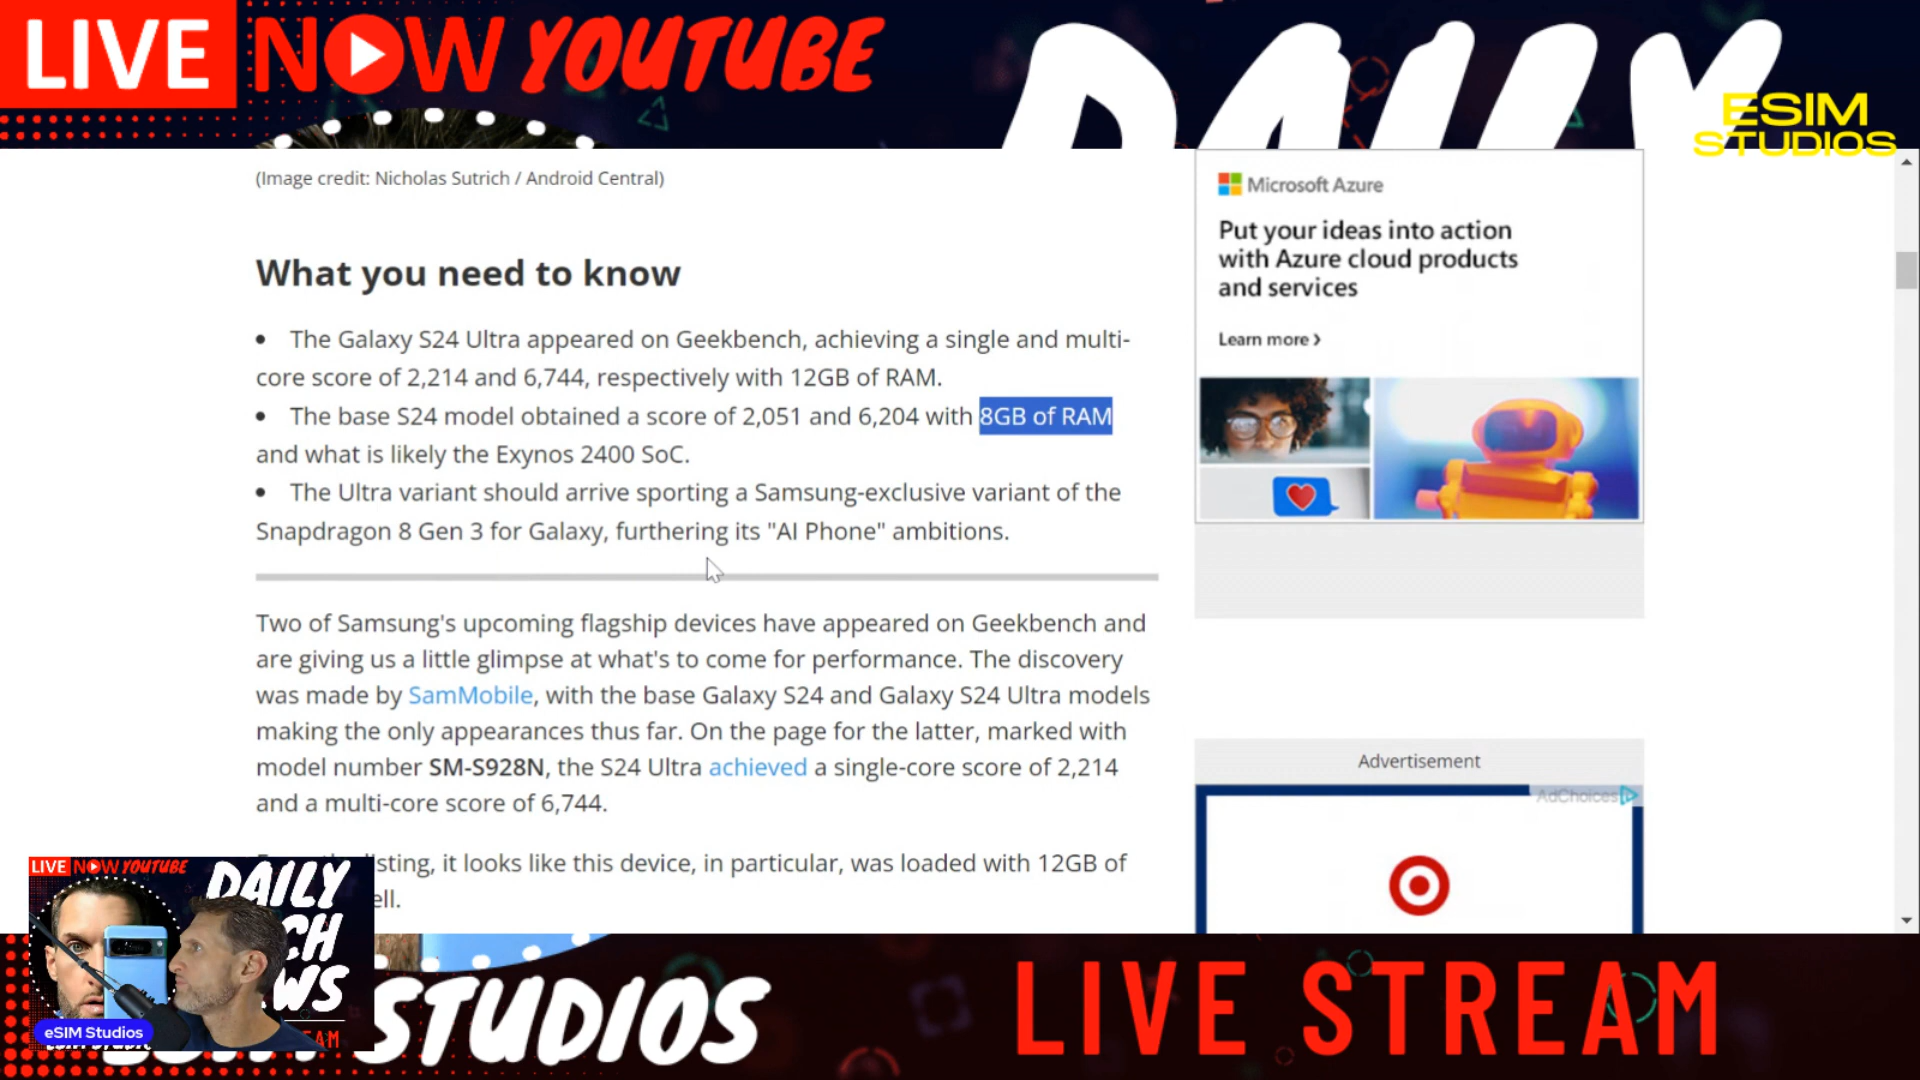 LIVE NOW YOUTUBE
DAILY
ESIM
STUDIOS
(Image credit: Nicholas Sutrich / Android Central)
What you need to know
• The Galaxy S24 Ultra appeared on Geekbench, achieving a single and multi-
core score of 2,214 and 6,744, respectively with 12GB of RAM.
• The base S24 model obtained a score of 2,051 and 6,204 with 8GB of RAM
and what is likely the Exynos 2400 SoC.
• The Ultra variant should arrive sporting a Samsung-exclusive variant of the
Snapdragon 8 Gen 3 for Galaxy, furthering its "AI Phone" ambitions.
Two of Samsung's upcoming flagship devices have appeared on Geekbench and
are giving us a little glimpse at what's to come for performance. The discovery
was made by SamMobile, with the base Galaxy S24 and Galaxy S24 Ultra models
making the only appearances thus far. On the page for the latter, marked with
model number SM-S928N, the S24 Ultra achieved a single-core score of 2,214
and a multi-core score of 6,744.
it looks like this device, in particular, was loaded with 12GB of
Microsoft Azure
Put your ideas into action
with Azure cloud products
and services
Learn more ›
Advertisement
AdChoices
LIVE NOW YOUTUBE
DAILY
eSIM Studios
STUDIOS
LIVE STREAM